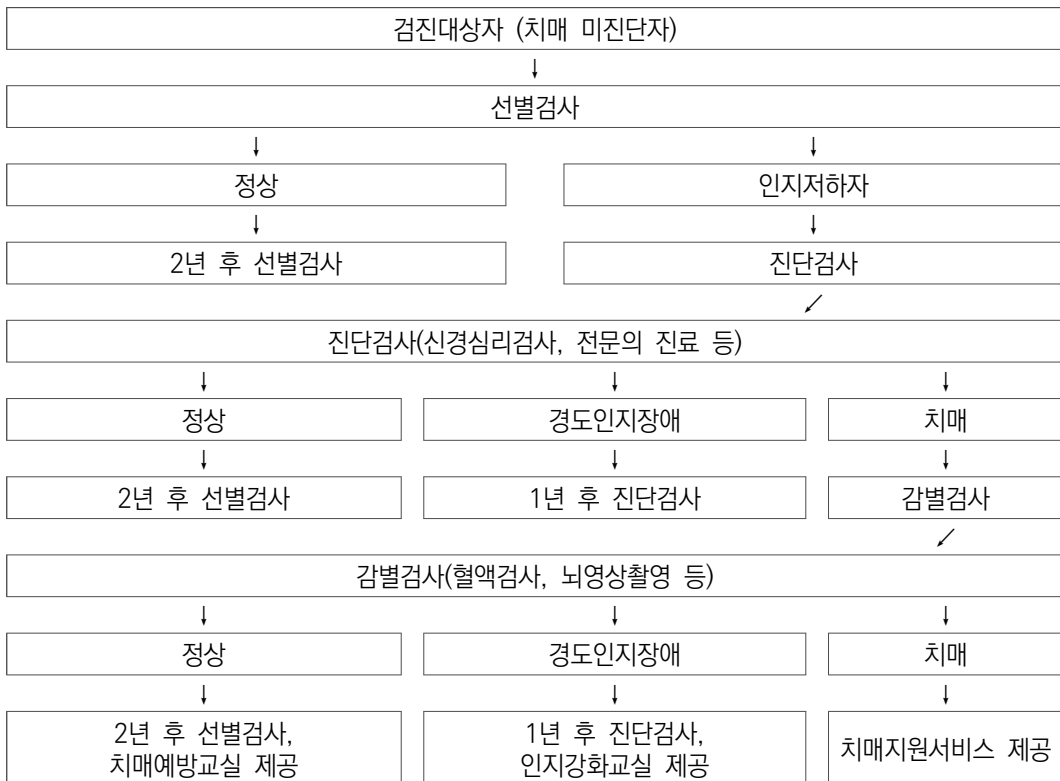 검진대상자 (치매 미진단자)
↓
선별검사
↓ ↓
정상 인지저하자
↓ ↓
2년 후 선별검사 진단검사
↙
진단검사(신경심리검사, 전문의 진료 등)
↓ ↓ ↓
정상 경도인지장애 치매
↓ ↓ ↓
2년 후 선별검사 1년 후 진단검사 감별검사
↙
감별검사(혈액검사, 뇌영상촬영 등)
↓ ↓ ↓
정상 경도인지장애 치매
↓ ↓ ↓
2년 후 선별검사,
치매예방교실 제공
1년 후 진단검사,
인지강화교실 제공
치매지원서비스 제공